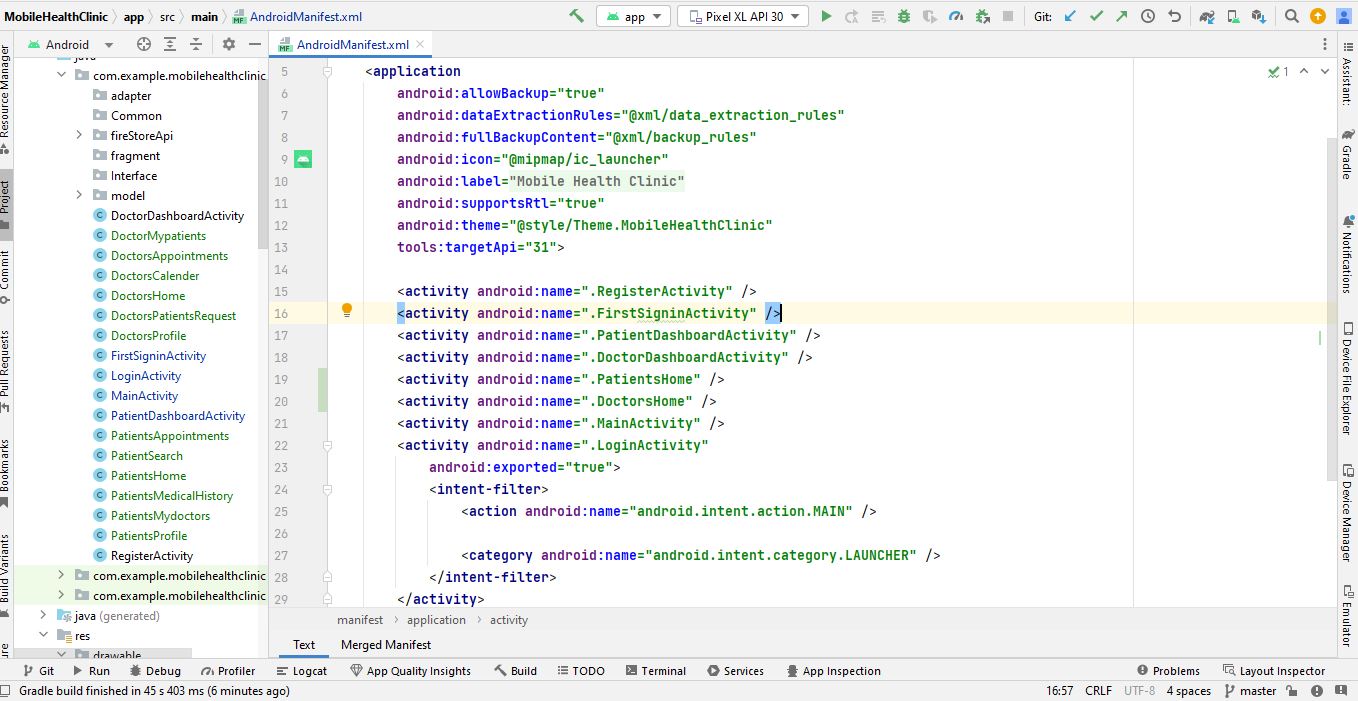 MobileHealthClinic
app
src
main
AndroidManifest.xml
app
Pixel XL API 30
Git:
Android
AndroidManifest.xml
Resource Manager
Project
Commit
Pull Requests
Bookmarks
Build Variants
java
com.example.mobilehealthclinic
adapter
Common
fireStoreApi
fragment
Interface
model
DoctorDashboardActivity
DoctorMypatients
DoctorsAppointments
DoctorsCalender
DoctorsHome
DoctorsPatientsRequest
DoctorsProfile
FirstSigninActivity
LoginActivity
MainActivity
PatientDashboardActivity
PatientsAppointments
PatientSearch
PatientsHome
PatientsMedicalHistory
PatientsMydoctors
PatientsProfile
RegisterActivity
com.example.mobilehealthclinic
com.example.mobilehealthclinic
java (generated)
res
drawable
5 <application
6 android:allowBackup="true"
7 android:dataExtractionRules="@xml/data_extraction_rules"
8 android:fullBackupContent="@xml/backup_rules"
9 android:icon="@mipmap/ic_launcher"
10 android:label="Mobile Health Clinic"
11 android:supportsRtl="true"
12 android:theme="@style/Theme.MobileHealthClinic"
13 tools:targetApi="31">
14
15 <activity android:name=".RegisterActivity" />
16 <activity android:name=".FirstSigninActivity" />
17 <activity android:name=".PatientDashboardActivity" />
18 <activity android:name=".DoctorDashboardActivity" />
19 <activity android:name=".PatientsHome" />
20 <activity android:name=".DoctorsHome" />
21 <activity android:name=".MainActivity" />
22 <activity android:name=".LoginActivity"
23 android:exported="true">
24 <intent-filter>
25 <action android:name="android.intent.action.MAIN" />
26
27 <category android:name="android.intent.category.LAUNCHER" />
28 </intent-filter>
29 </activity>
1
manifest
application
activity
Text
Merged Manifest
Assistant:
Gradle
Notifications
Device File Explorer
Device Manager
Emulator
Git
Run
Debug
Profiler
Logcat
App Quality Insights
Build
TODO
Terminal
Services
App Inspection
Problems
Layout Inspector
Gradle build finished in 45 s 403 ms (6 minutes ago)
16:57
CRLF
UTF-8
4 spaces
master